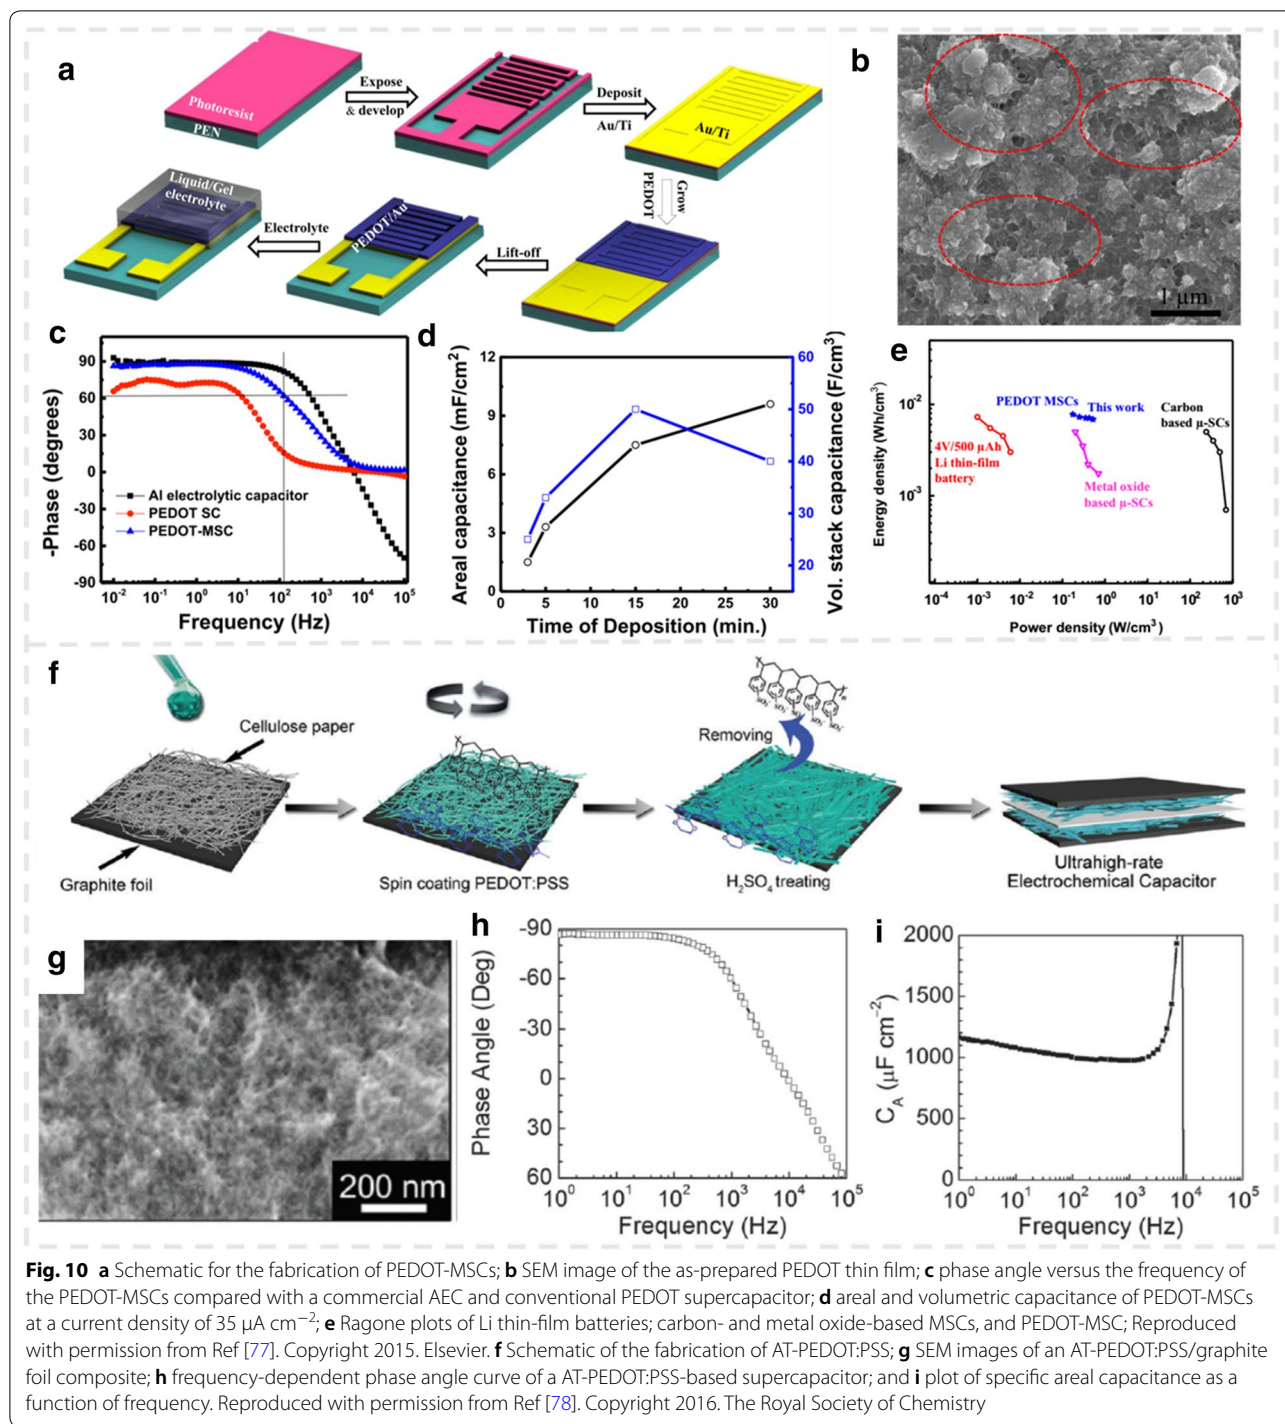 a
Photoresist
PEN
Expose
& develop
Deposit
Au/Ti
Au/Ti
Grow
PEDOT
Lift-off
PEDOT/Au
Electrolyte
Liquid/Gel
electrolyte
b
1 µm
c
-Phase (degrees)
90
60
30
0
-30
-60
-90
Al electrolytic capacitor
PEDOT SC
PEDOT-MSC
10⁻² 10⁻¹ 10⁰ 10¹ 10² 10³ 10⁴ 10⁵
Frequency (Hz)
d
Areal capacitance (mF/cm²)
12
9
6
3
0
0 5 10 15 20 25 30
Time of Deposition (min.)
60
50
40
30
20
Vol. stack capacitance (F/cm³)
e
Energy density (Wh/cm³)
10⁻²
10⁻³
PEDOT MSCs
This work
Carbon
based µ-SCs
4V/500 µAh
Li thin-film
battery
Metal oxide
based µ-SCs
10⁻⁴ 10⁻³ 10⁻² 10⁻¹ 10⁰ 10¹ 10² 10³
Power density (W/cm³)
f
Cellulose paper
Graphite foil
Spin coating PEDOT:PSS
Removing
SO₃⁻ SO₃⁻ SO₃⁻ SO₃⁻ SO₃⁻
n
H₂SO₄ treating
Ultrahigh-rate
Electrochemical Capacitor
g
200 nm
h
Phase Angle (Deg)
-90
-60
-30
0
30
60
10⁰ 10¹ 10² 10³ 10⁴ 10⁵
Frequency (Hz)
i
C_A (µF cm⁻²)
2000
1500
1000
500
0
10⁰ 10¹ 10² 10³ 10⁴ 10⁵
Frequency (Hz)
Fig. 10 a Schematic for the fabrication of PEDOT-MSCs; b SEM image of the as-prepared PEDOT thin film; c phase angle versus the frequency of
the PEDOT-MSCs compared with a commercial AEC and conventional PEDOT supercapacitor; d areal and volumetric capacitance of PEDOT-MSCs
at a current density of 35 µA cm⁻²; e Ragone plots of Li thin-film batteries; carbon- and metal oxide-based MSCs, and PEDOT-MSC; Reproduced
with permission from Ref [77]. Copyright 2015. Elsevier. f Schematic of the fabrication of AT-PEDOT:PSS; g SEM images of an AT-PEDOT:PSS/graphite
foil composite; h frequency-dependent phase angle curve of a AT-PEDOT:PSS-based supercapacitor; and i plot of specific areal capacitance as a
function of frequency. Reproduced with permission from Ref [78]. Copyright 2016. The Royal Society of Chemistry